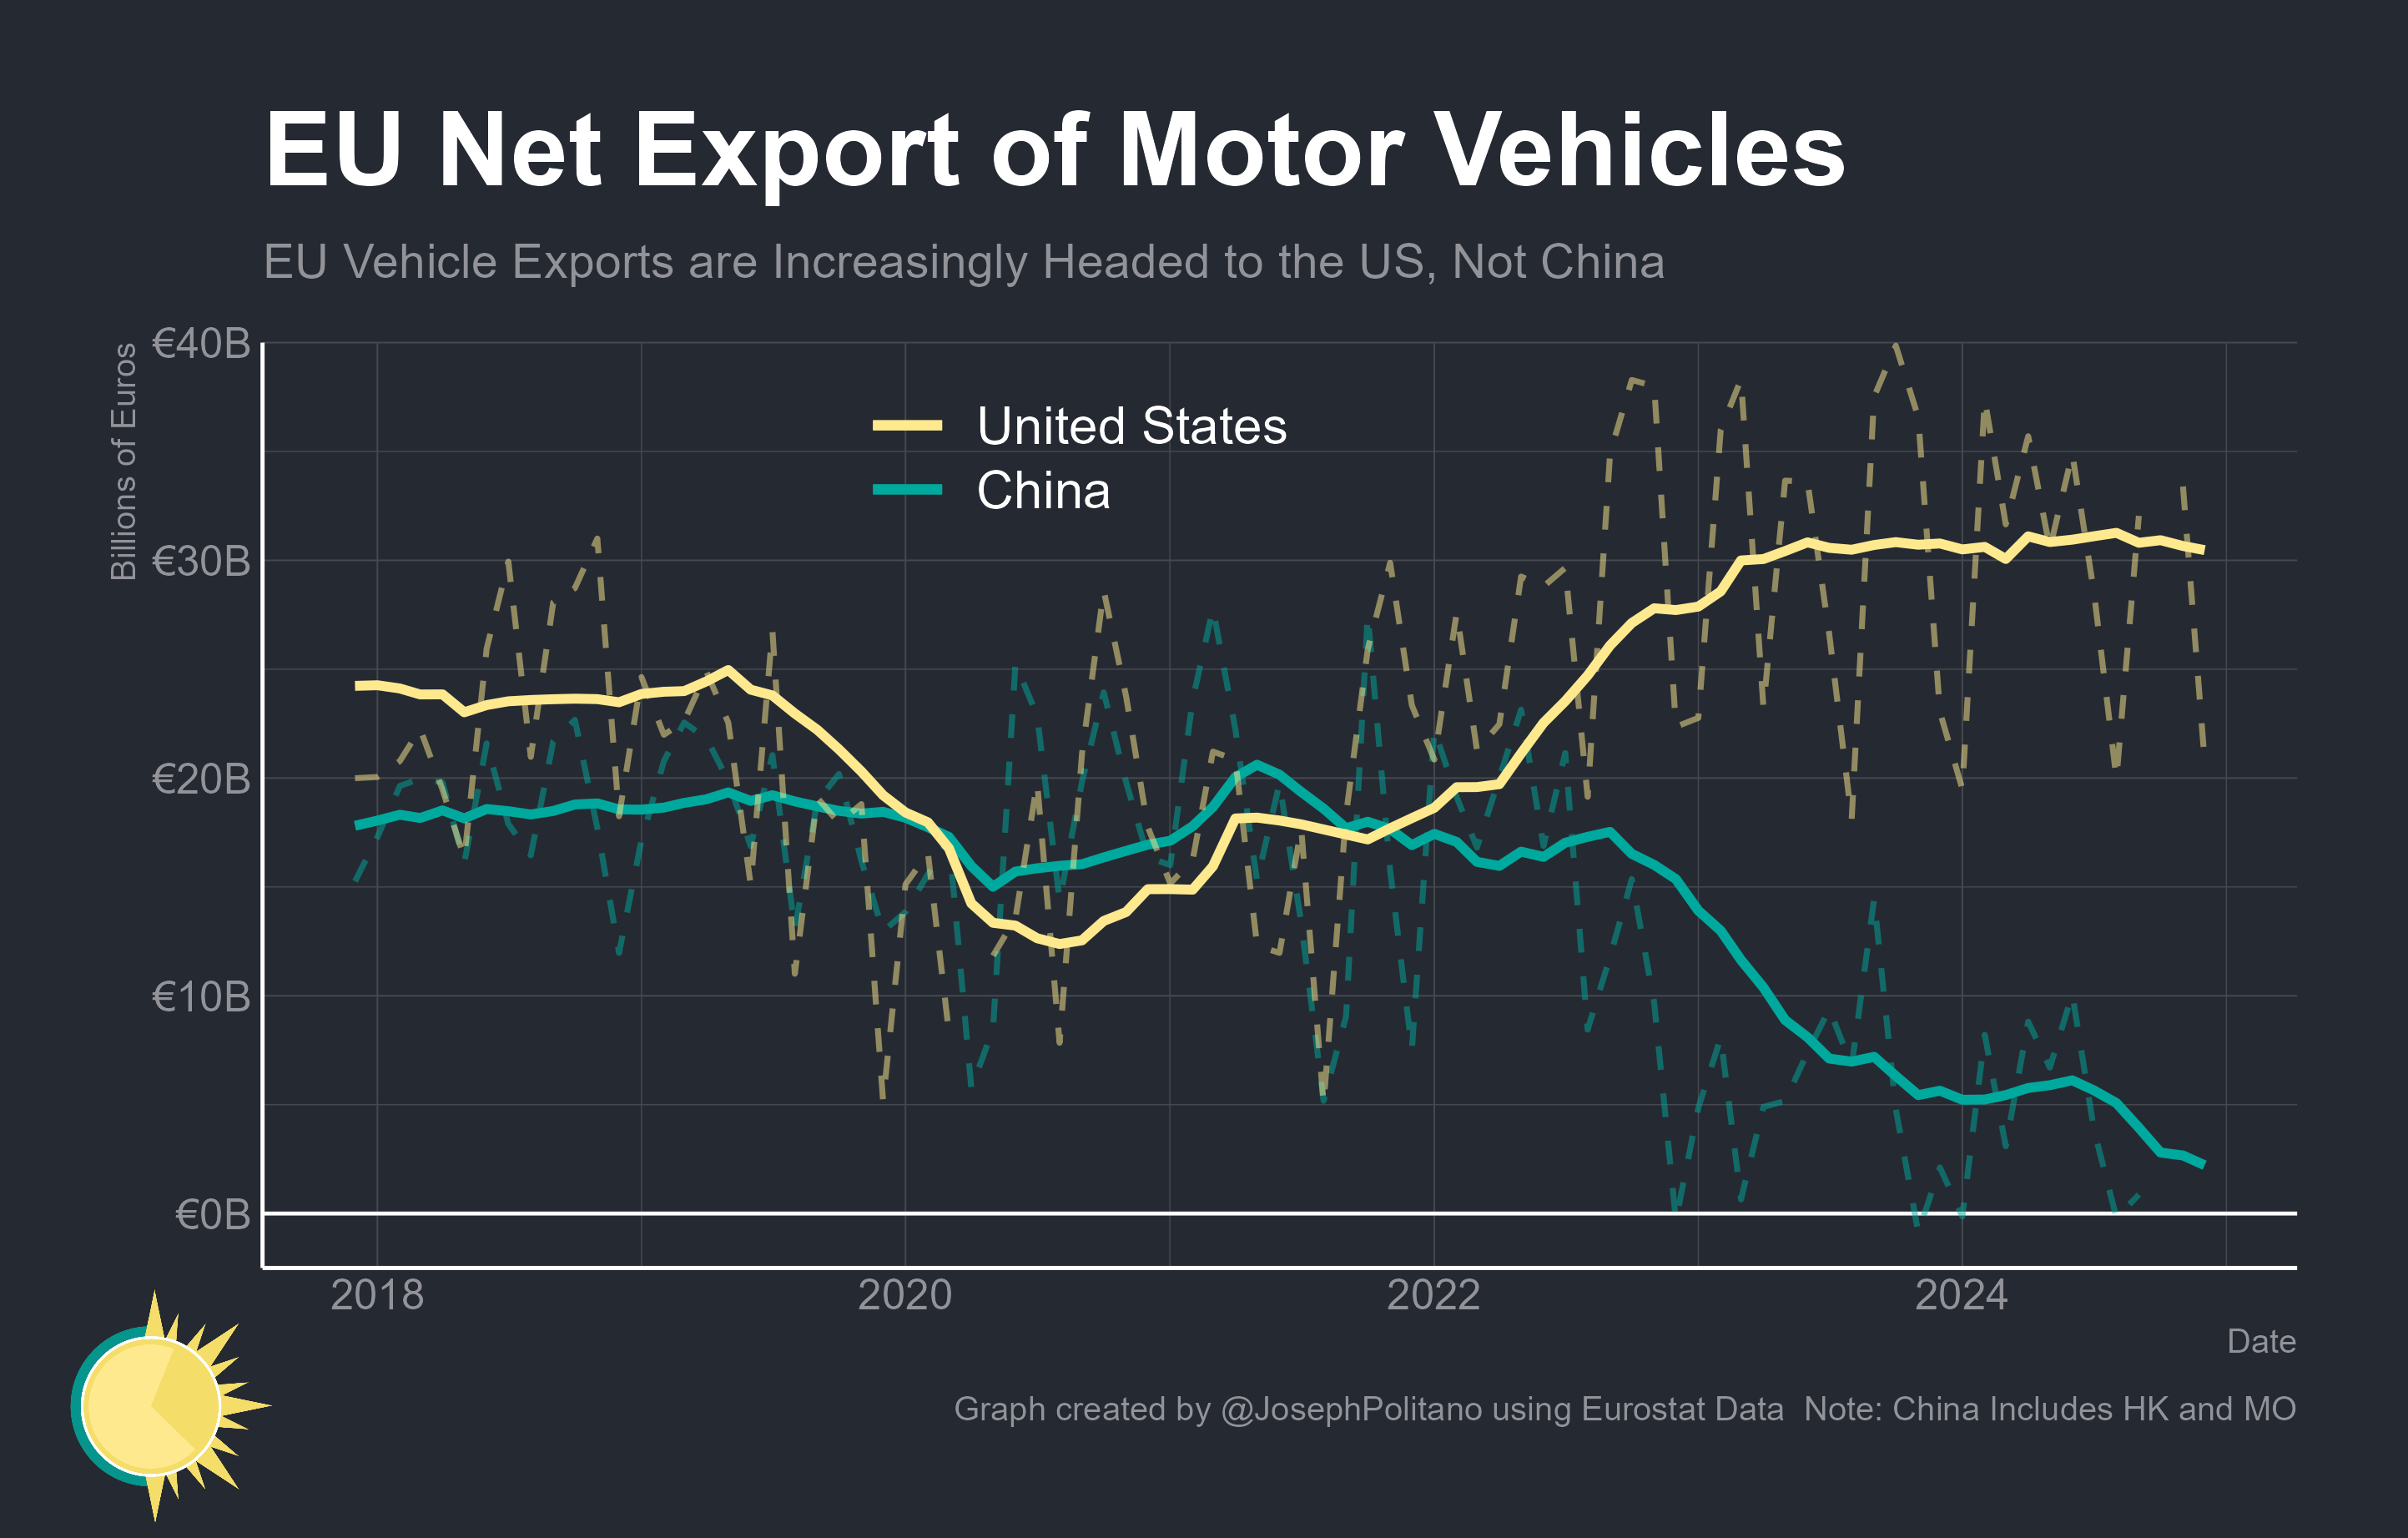 EU Net Export of Motor Vehicles
EU Vehicle Exports are Increasingly Headed to the US, Not China
Billions of Euros
€40B
€30B
€20B
€10B
€0B
United States
China
2018
2020
2022
2024
Date
Graph created by @JosephPolitano using Eurostat Data  Note: China Includes HK and MO